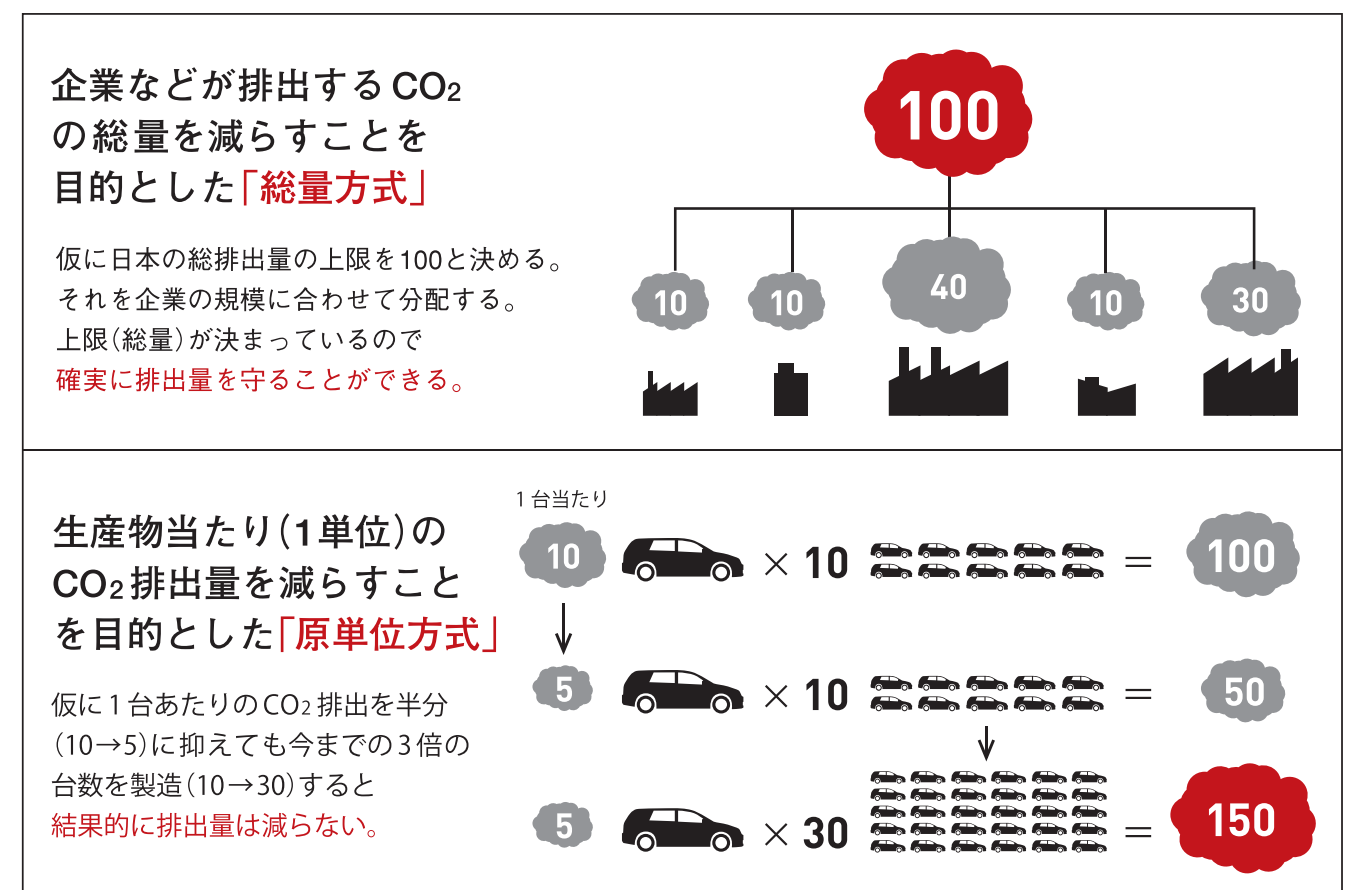 企業などが排出するCO₂
の総量を減らすことを
目的とした「総量方式」
仮に日本の総排出量の上限を100と決める。
それを企業の規模に合わせて分配する。
上限(総量)が決まっているので
確実に排出量を守ることができる。
100
10 10 40 10 30
生産物当たり(1単位)の
CO₂排出量を減らすこと
を目的とした「原単位方式」
仮に1台あたりのCO₂排出を半分
(10→5)に抑えても今までの3倍の
台数を製造(10→30)すると
結果的に排出量は減らない。
1台当たり
10 × 10 = 100
5 × 10 = 50
5 × 30 = 150